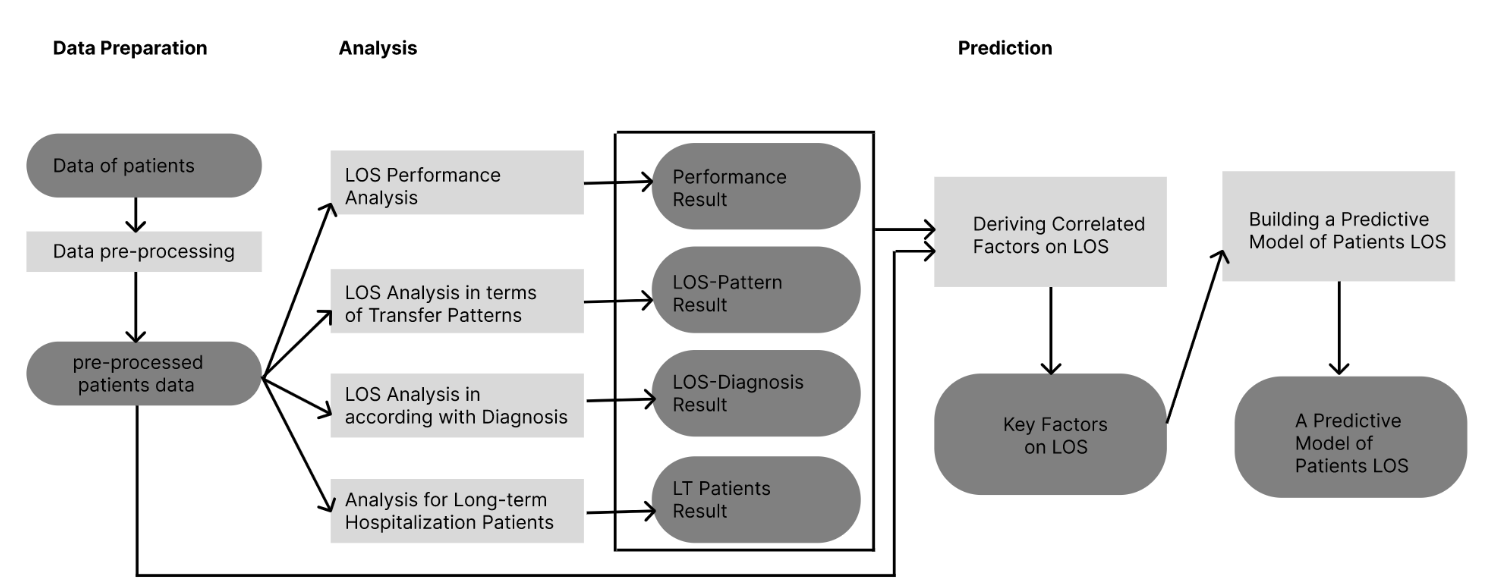 Data Preparation
Analysis
Prediction
Data of patients
Data pre-processing
pre-processed
patients data
LOS Performance
Analysis
LOS Analysis in terms
of Transfer Patterns
LOS Analysis in
according with Diagnosis
Analysis for Long-term
Hospitalization Patients
Performance
Result
LOS-Pattern
Result
LOS-Diagnosis
Result
LT Patients
Result
Deriving Correlated
Factors on LOS
Key Factors
on LOS
Building a Predictive
Model of Patients LOS
A Predictive
Model of
Patients LOS